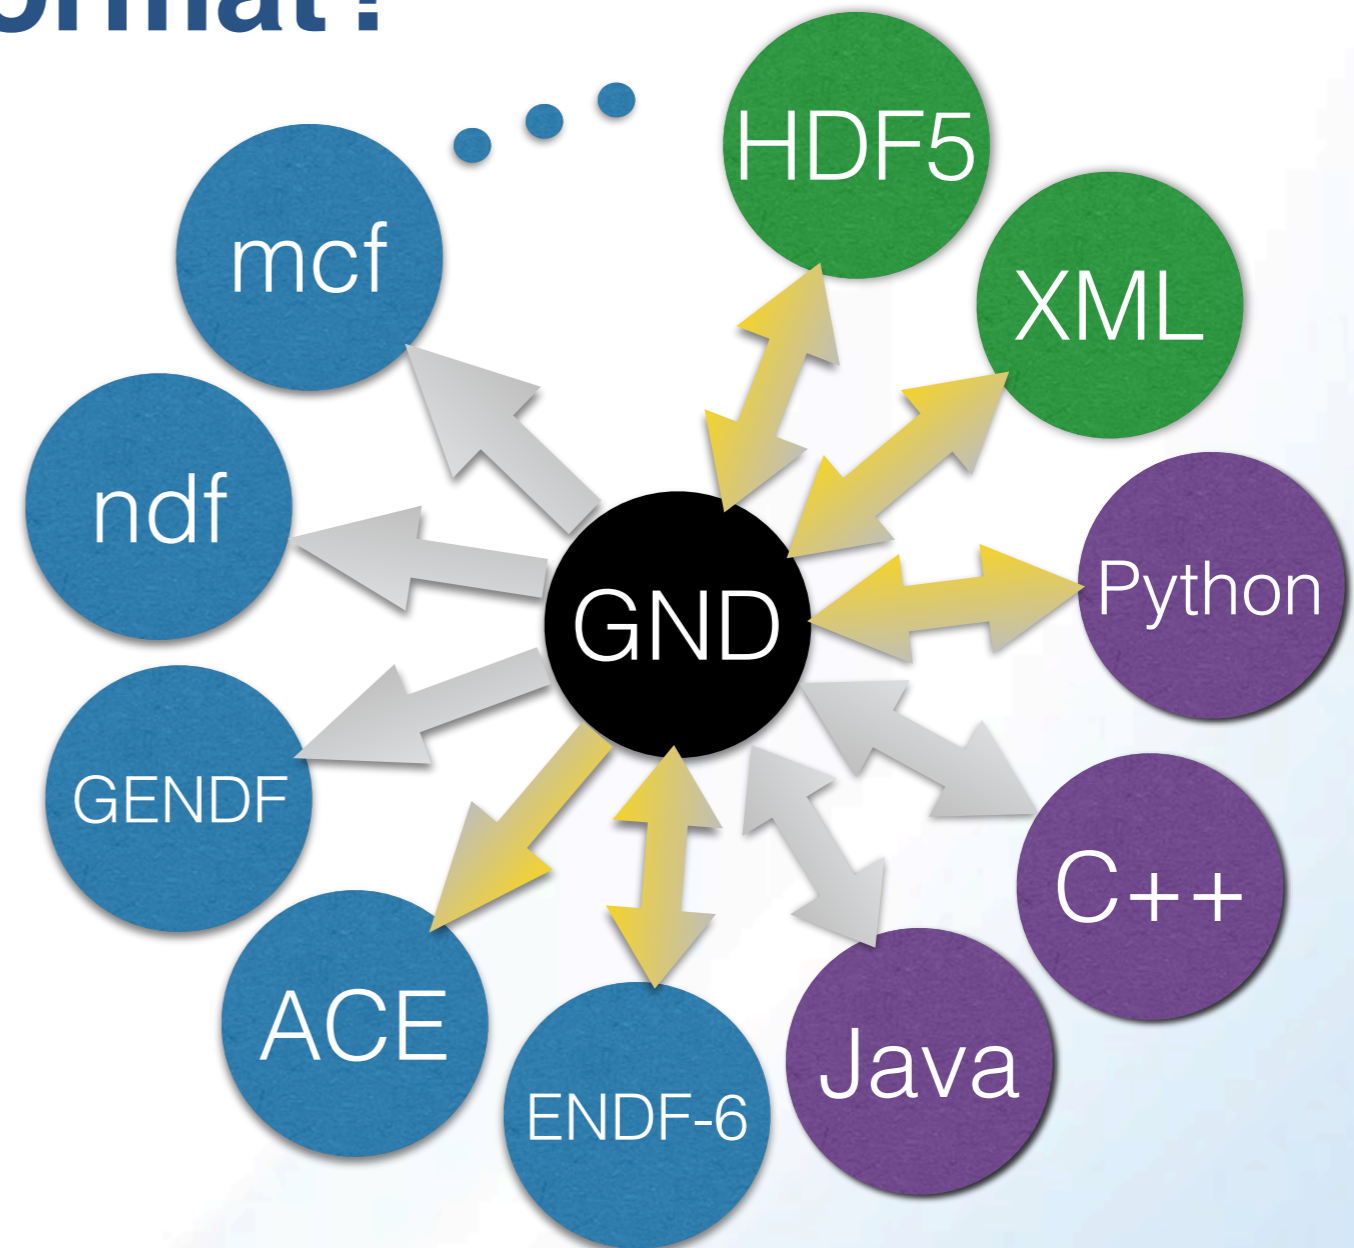 HDF5
mcf
XML
ndf
Python
GND
GENDF
C++
ACE
Java
ENDF-6